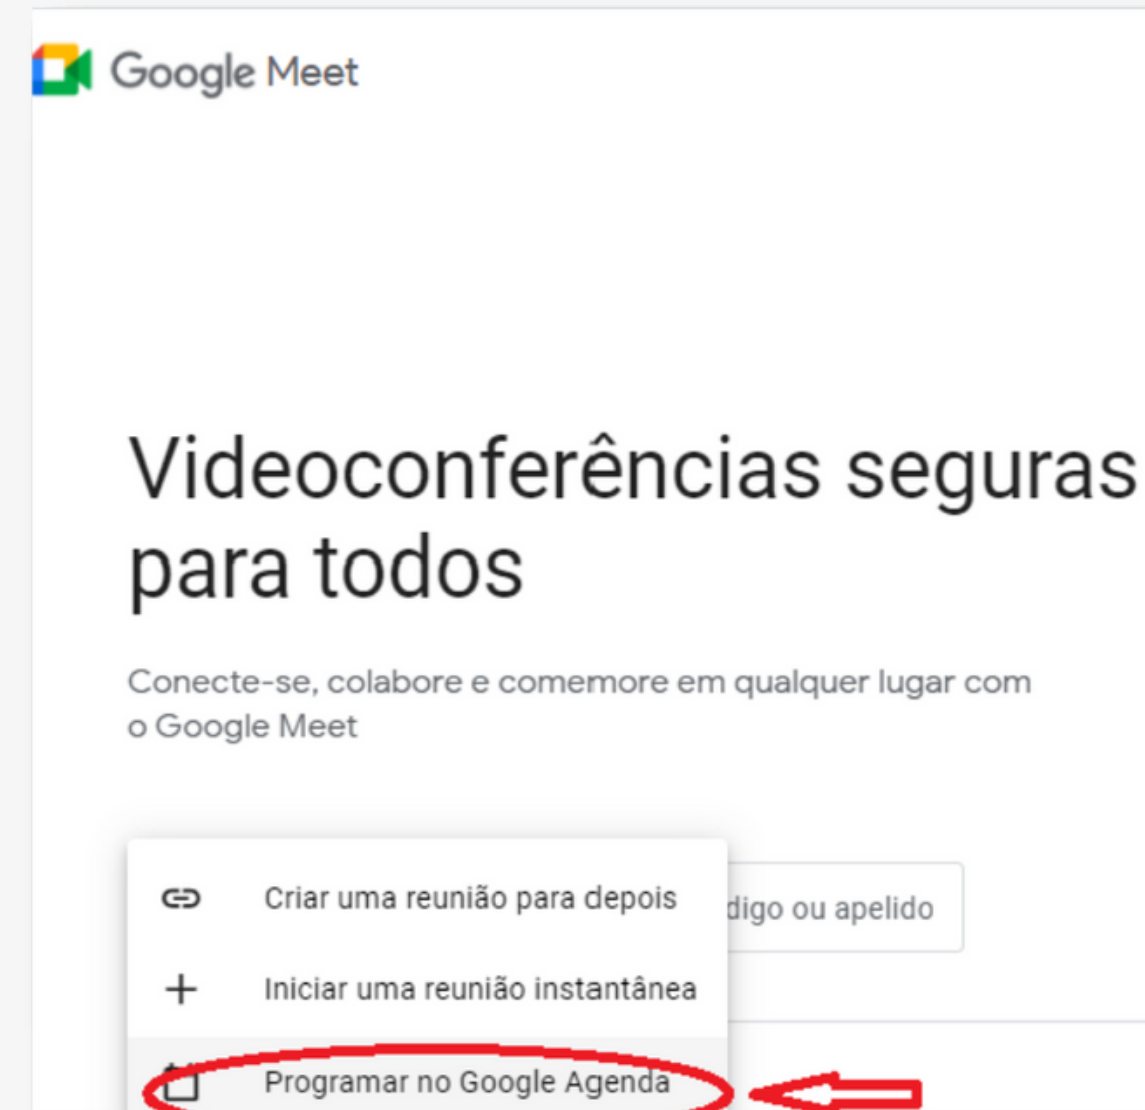 Google Meet
Videoconferências seguras
para todos
Conecte-se, colabore e comemore em qualquer lugar com
o Google Meet
Criar uma reunião para depois
digo ou apelido
Iniciar uma reunião instantânea
Programar no Google Agenda